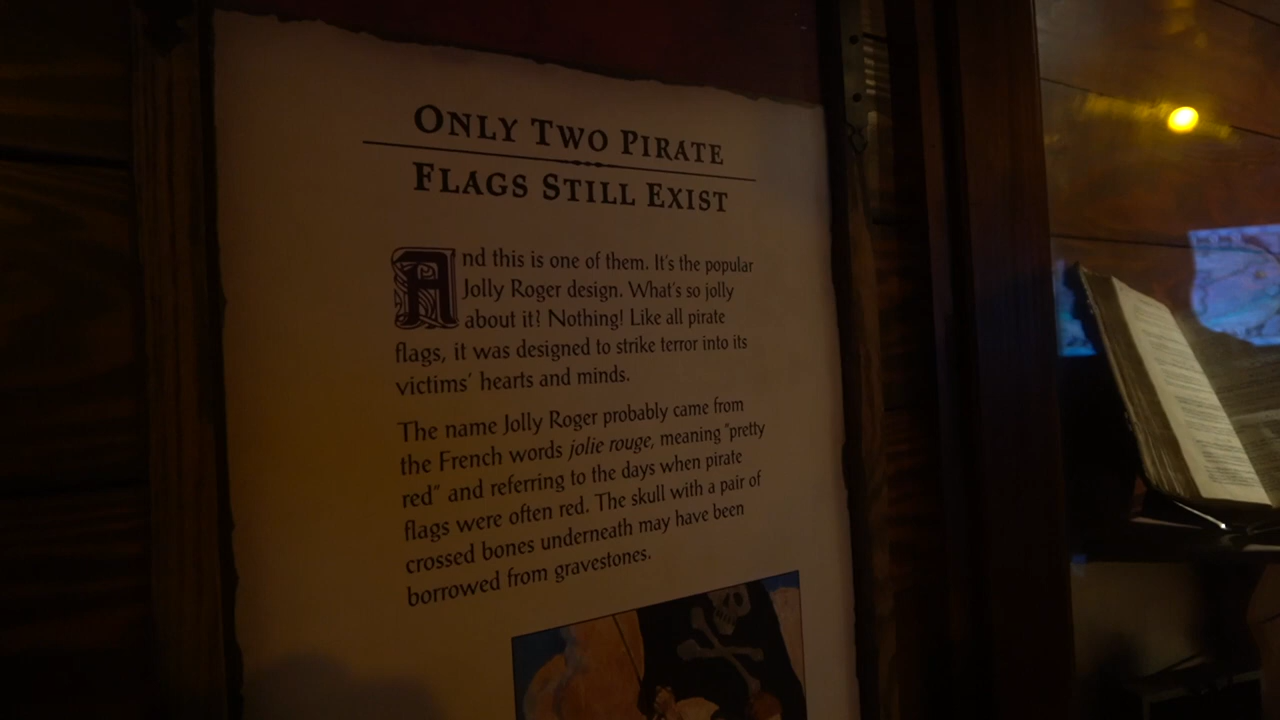 ONLY TWO PIRATE
FLAGS STILL EXIST
And this is one of them. It's the popular
Jolly Roger design. What's so jolly
about it? Nothing! Like all pirate
flags, it was designed to strike terror into its
victims' hearts and minds.
The name Jolly Roger probably came from
the French words jolie rouge, meaning "pretty
red" and referring to the days when pirate
flags were often red. The skull with a pair of
crossed bones underneath may have been
borrowed from gravestones.